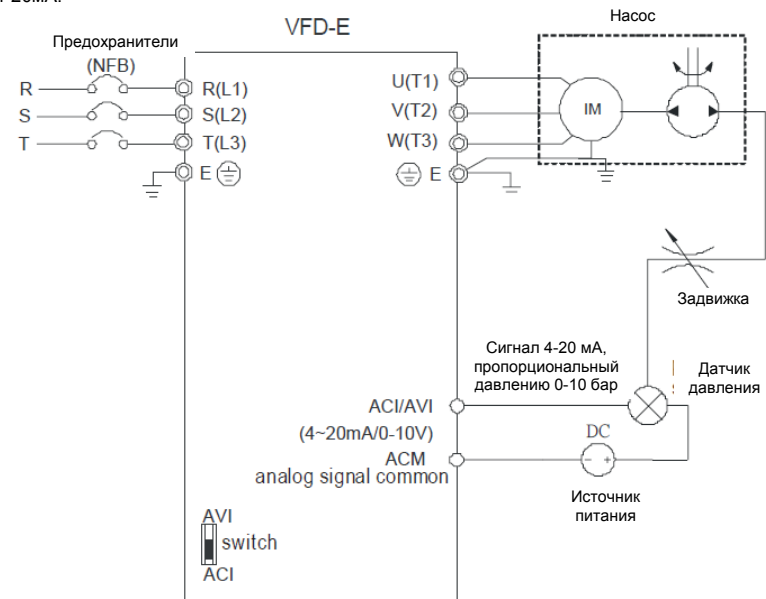 Насос
VFD-E
Предохранители
(NFB)
R
R(L1)
S
S(L2)
T
T(L3)
E
U(T1)
V(T2)
W(T3)
E
IM
Задвижка
Сигнал 4-20 мА,
пропорциональный
давлению 0-10 бар
Датчик
давления
ACI/AVI
(4~20mA/0-10V)
ACM
analog signal common
DC
- +
Источник
питания
AVI
switch
ACI